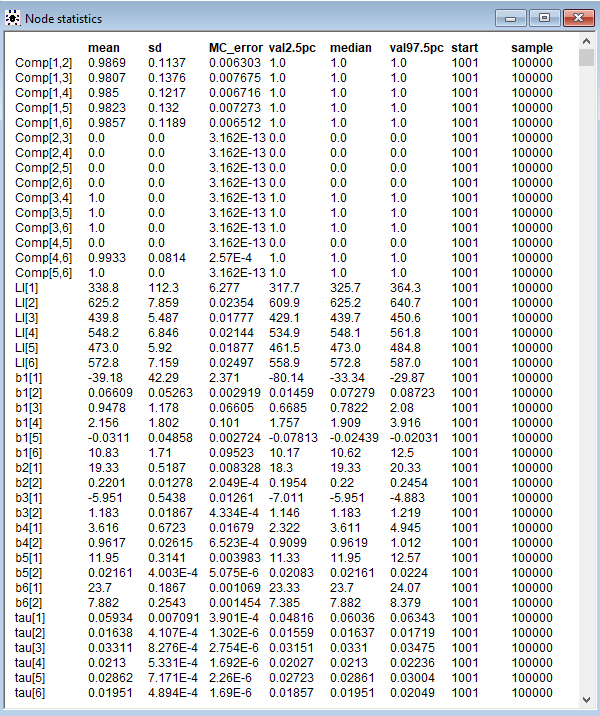 Node statistics
mean sd MC_error val2.5pc median val97.5pc start sample
Comp[1,2] 0.9869 0.1137 0.006303 1.0 1.0 1.0 1001 100000
Comp[1,3] 0.9807 0.1376 0.007675 1.0 1.0 1.0 1001 100000
Comp[1,4] 0.985 0.1217 0.006716 1.0 1.0 1.0 1001 100000
Comp[1,5] 0.9823 0.132 0.007273 1.0 1.0 1.0 1001 100000
Comp[1,6] 0.9857 0.1189 0.006512 1.0 1.0 1.0 1001 100000
Comp[2,3] 0.0 0.0 3.162E-13 0.0 0.0 0.0 1001 100000
Comp[2,4] 0.0 0.0 3.162E-13 0.0 0.0 0.0 1001 100000
Comp[2,5] 0.0 0.0 3.162E-13 0.0 0.0 0.0 1001 100000
Comp[2,6] 0.0 0.0 3.162E-13 0.0 0.0 0.0 1001 100000
Comp[3,4] 1.0 0.0 3.162E-13 1.0 1.0 1.0 1001 100000
Comp[3,5] 1.0 0.0 3.162E-13 1.0 1.0 1.0 1001 100000
Comp[3,6] 1.0 0.0 3.162E-13 1.0 1.0 1.0 1001 100000
Comp[4,5] 0.0 0.0 3.162E-13 0.0 0.0 0.0 1001 100000
Comp[4,6] 0.9933 0.0814 2.57E-4 1.0 1.0 1.0 1001 100000
Comp[5,6] 1.0 0.0 3.162E-13 1.0 1.0 1.0 1001 100000
LI[1] 338.8 112.3 6.277 317.7 325.7 364.3 1001 100000
LI[2] 625.2 7.859 0.02354 609.9 625.2 640.7 1001 100000
LI[3] 439.8 5.487 0.01777 429.1 439.7 450.6 1001 100000
LI[4] 548.2 6.846 0.02144 534.9 548.1 561.8 1001 100000
LI[5] 473.0 5.92 0.01877 461.5 473.0 484.8 1001 100000
LI[6] 572.8 7.159 0.02497 558.9 572.8 587.0 1001 100000
b1[1] -39.18 42.29 2.371 -80.14 -33.34 -29.87 1001 100000
b1[2] 0.06609 0.05263 0.002919 0.01459 0.07279 0.08723 1001 100000
b1[3] 0.9478 1.178 0.06605 0.6685 0.7822 2.08 1001 100000
b1[4] 2.156 1.802 0.101 1.757 1.909 3.916 1001 100000
b1[5] -0.0311 0.04858 0.002724 -0.07813 -0.02439 -0.02031 1001 100000
b1[6] 10.83 1.71 0.09523 10.17 10.62 12.5 1001 100000
b2[1] 19.33 0.5187 0.008328 18.3 19.33 20.33 1001 100000
b2[2] 0.2201 0.01278 2.049E-4 0.1954 0.22 0.2454 1001 100000
b3[1] -5.951 0.5438 0.01261 -7.011 -5.951 -4.883 1001 100000
b3[2] 1.183 0.01867 4.334E-4 1.146 1.183 1.219 1001 100000
b4[1] 3.616 0.6723 0.01679 2.322 3.611 4.945 1001 100000
b4[2] 0.9617 0.02615 6.523E-4 0.9099 0.9619 1.012 1001 100000
b5[1] 11.95 0.3141 0.003983 11.33 11.95 12.57 1001 100000
b5[2] 0.02161 4.003E-4 5.075E-6 0.02083 0.02161 0.0224 1001 100000
b6[1] 23.7 0.1867 0.001069 23.33 23.7 24.07 1001 100000
b6[2] 7.882 0.2543 0.001454 7.385 7.882 8.379 1001 100000
tau[1] 0.05934 0.007091 3.901E-4 0.04816 0.06036 0.06343 1001 100000
tau[2] 0.01638 4.107E-4 1.302E-6 0.01559 0.01637 0.01719 1001 100000
tau[3] 0.03311 8.276E-4 2.754E-6 0.03151 0.0331 0.03475 1001 100000
tau[4] 0.0213 5.331E-4 1.692E-6 0.02027 0.0213 0.02236 1001 100000
tau[5] 0.02862 7.171E-4 2.26E-6 0.02723 0.02861 0.03004 1001 100000
tau[6] 0.01951 4.894E-4 1.69E-6 0.01857 0.01951 0.02049 1001 100000